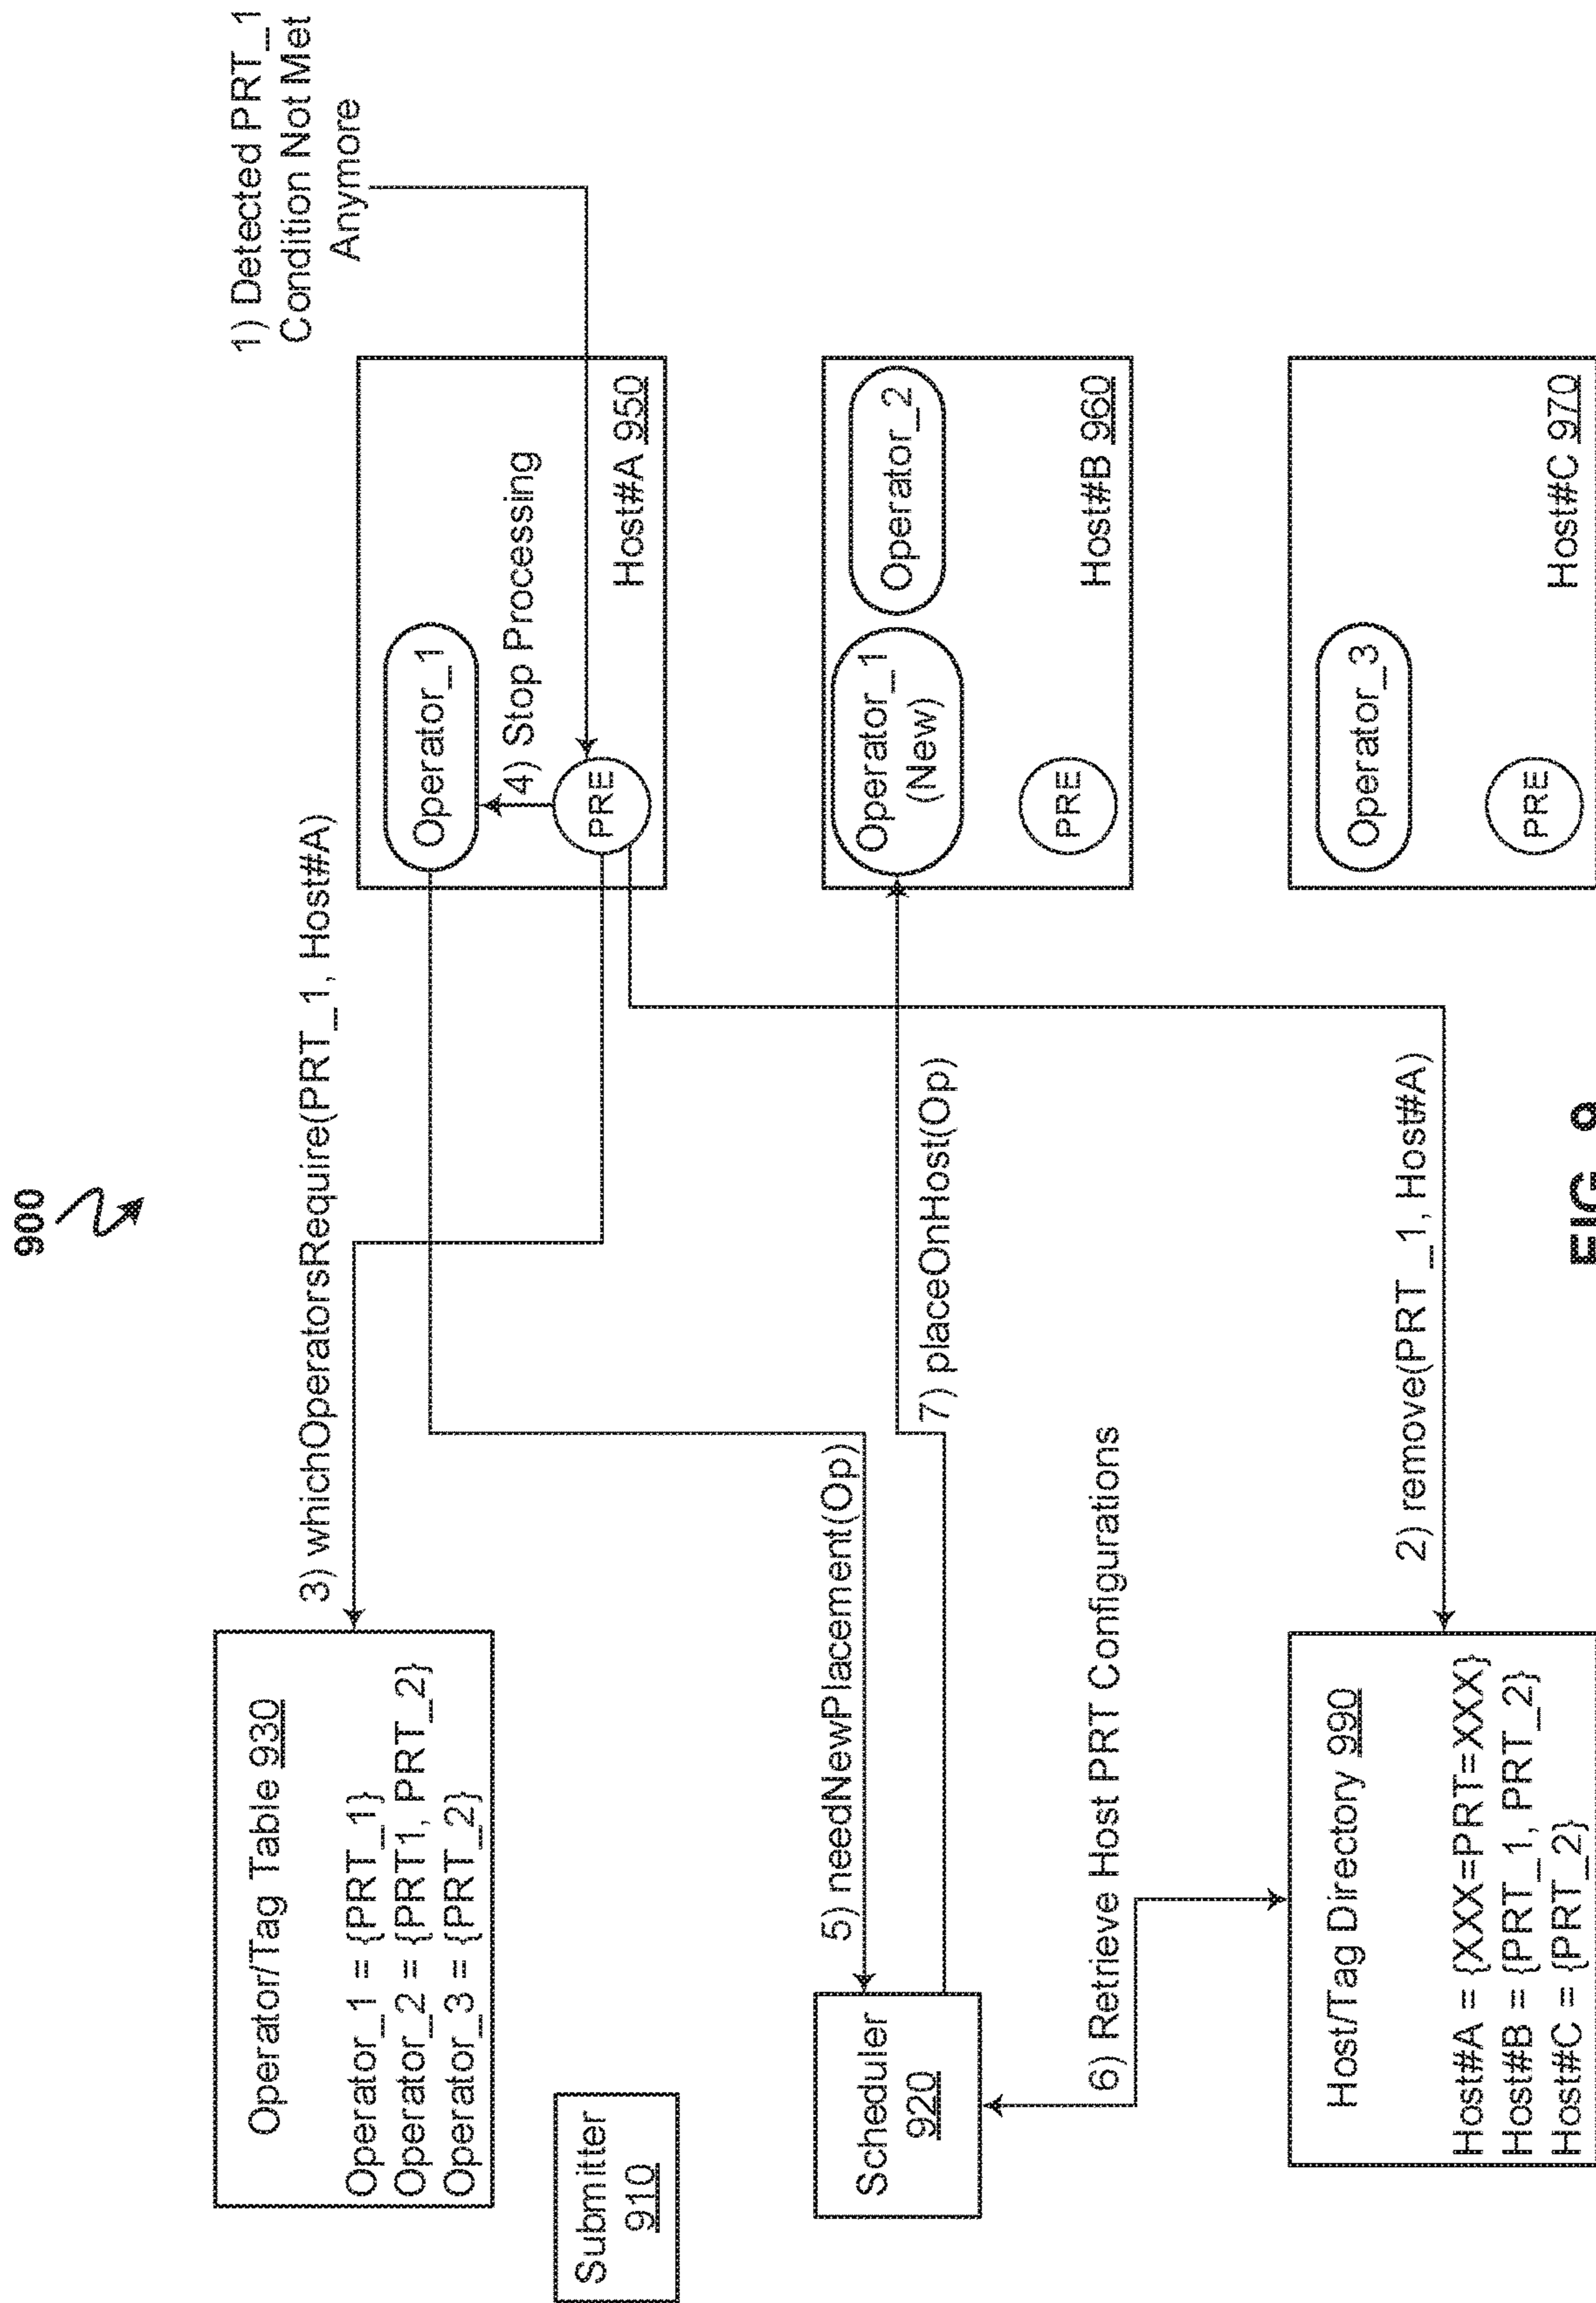 900
Operator/Tag Table 930
Operator_1 = {PRT_1}
Operator_2 = {PRT1, PRT_2}
Operator_3 = {PRT_2}
3) whichOperatorsRequire(PRT_1, Host#A)
1) Detected PRT_1
Condition Not Met
Anymore
Operator_1
4) Stop Processing
PRE
Host#A 950
Submitter
910
Scheduler
920
5) needNewPlacement(Op)
7) placeOnHost(Op)
Operator_1
(New)
Operator_2
PRE
Host#B 960
6) Retrieve Host PRT Configurations
Host/Tag Directory 990
Host#A = {XXX=PRT=XXX}
Host#B = {PRT_1, PRT_2}
Host#C = {PRT_2}
2) remove(PRT_1, Host#A)
Operator_3
PRE
Host#C 970
FIG. 9